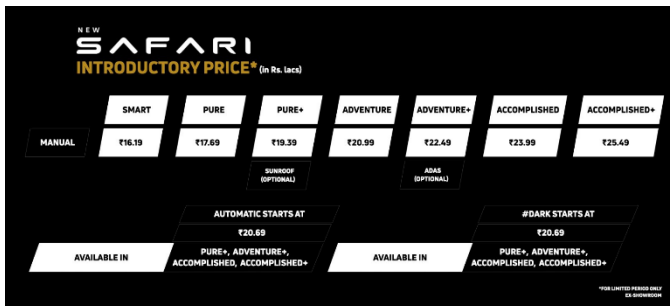 NEW
SAFARI
INTRODUCTORY PRICE* (in Rs. lacs)
SMART PURE PURE+ ADVENTURE ADVENTURE+ ACCOMPLISHED ACCOMPLISHED+
MANUAL ₹16.19 ₹17.69 ₹19.39 ₹20.99 ₹22.49 ₹23.99 ₹25.49
SUNROOF
(OPTIONAL)
ADAS
(OPTIONAL)
AUTOMATIC STARTS AT
₹20.69
AVAILABLE IN
PURE+, ADVENTURE+,
ACCOMPLISHED, ACCOMPLISHED+
#DARK STARTS AT
₹20.69
AVAILABLE IN
PURE+, ADVENTURE+,
ACCOMPLISHED, ACCOMPLISHED+
*FOR LIMITED PERIOD ONLY
EX-SHOWROOM